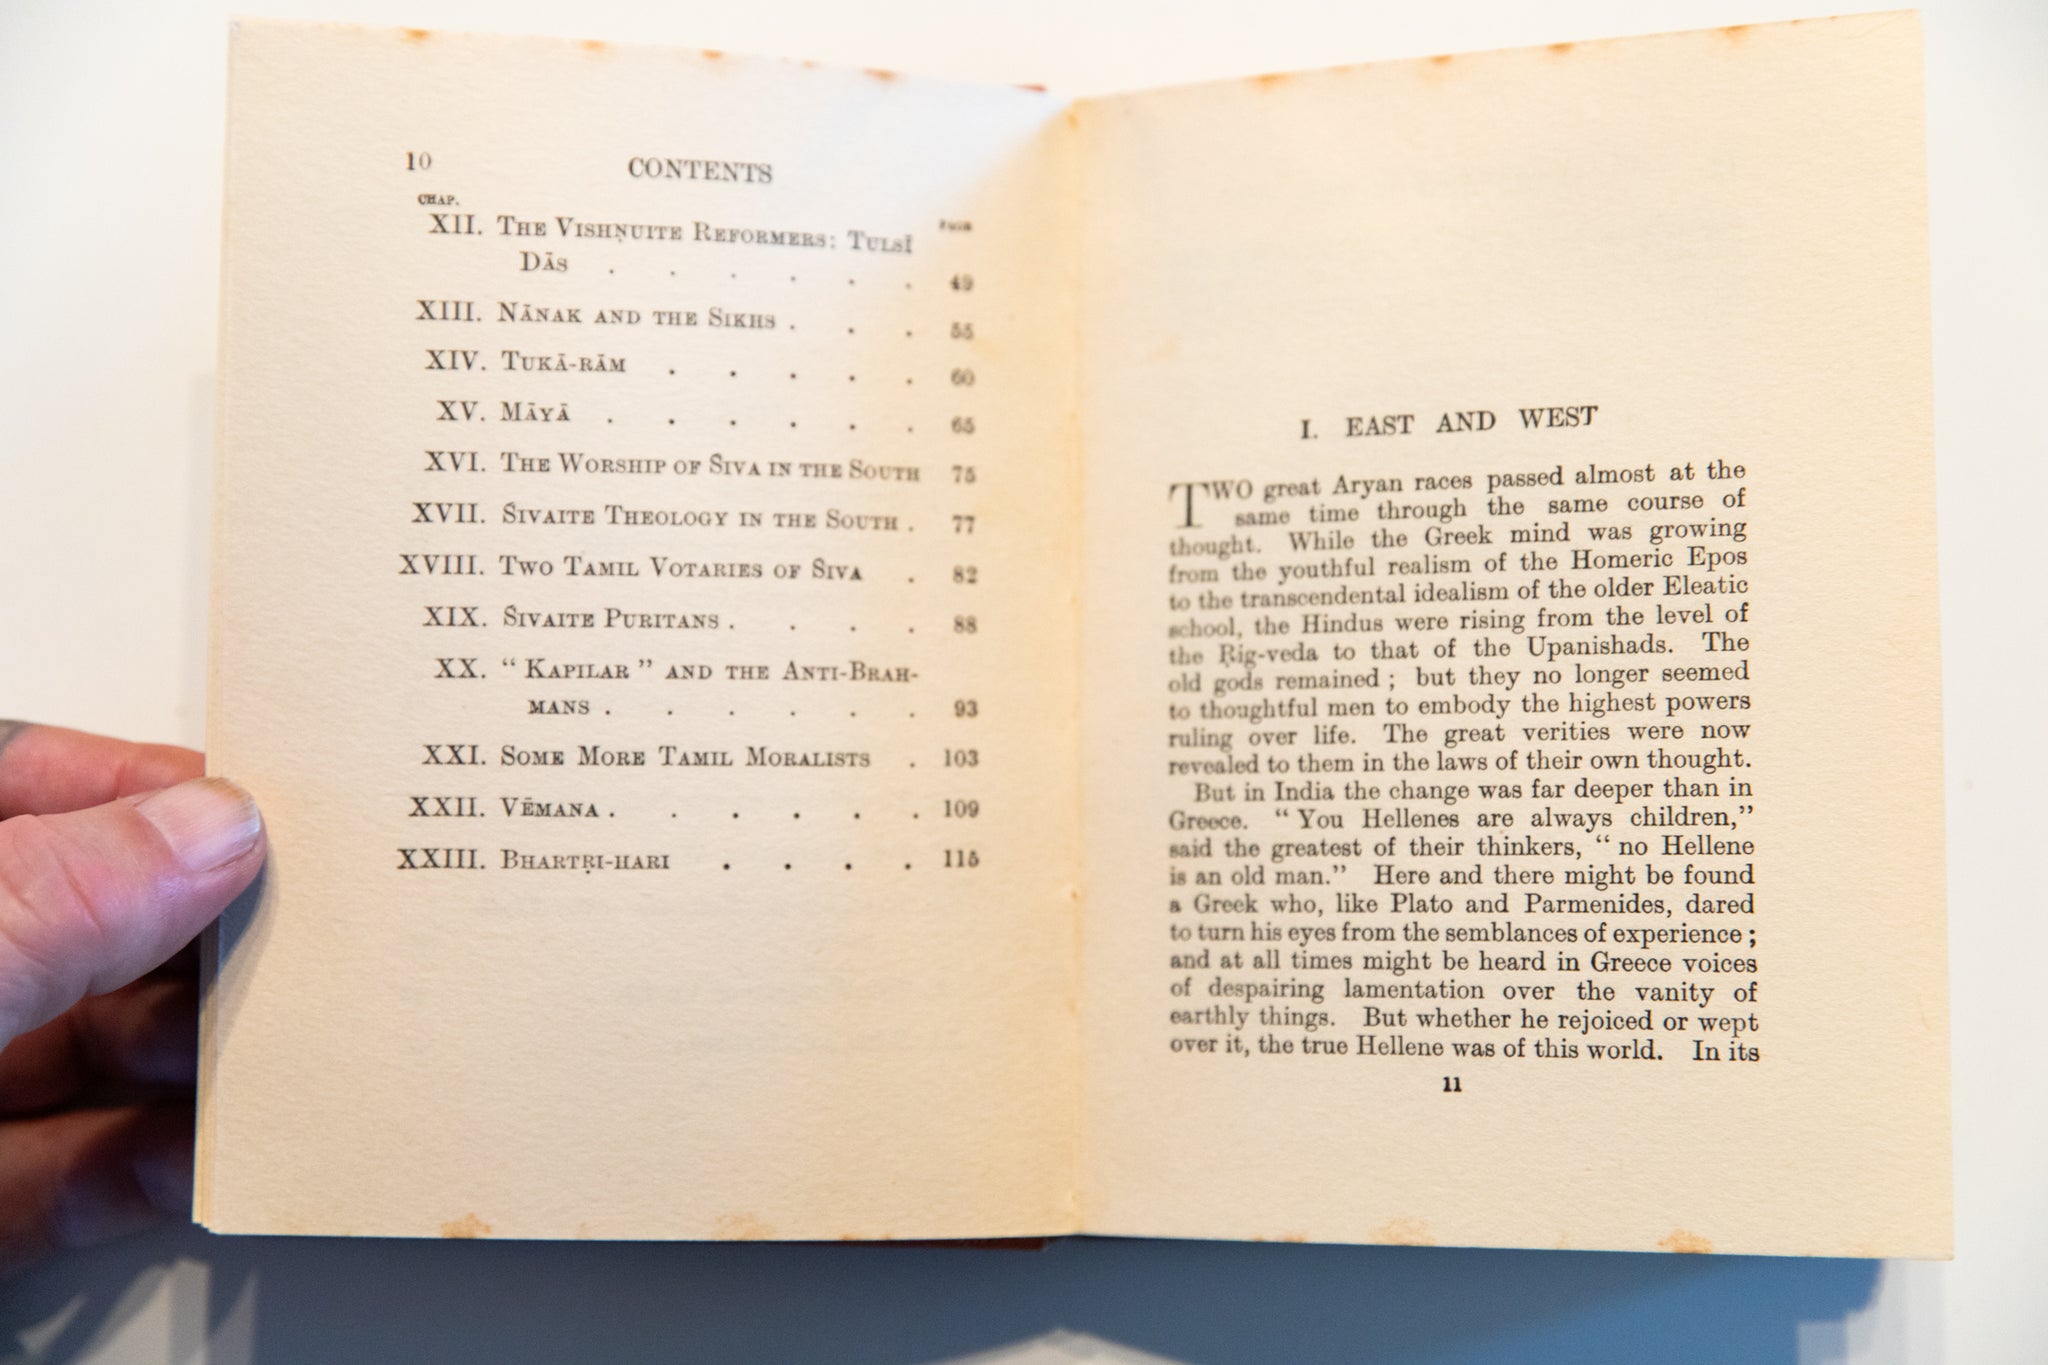 10 CONTENTS
CHAP. PAGE
XII. THE VISHṆUITE REFORMERS: TULSĪ
DĀS . . . . . . 49
XIII. NĀNAK AND THE SIKHS . . . 55
XIV. TUKĀ-RĀM . . . . . 60
XV. MĀYĀ . . . . . . 65
XVI. THE WORSHIP OF ŚIVA IN THE SOUTH 75
XVII. ŚIVAITE THEOLOGY IN THE SOUTH . 77
XVIII. TWO TAMIL VOTARIES OF ŚIVA . 82
XIX. ŚIVAITE PURITANS . . . . 88
XX. “ KAPILAR ” AND THE ANTI-BRAH-
MANS . . . . . . 93
XXI. SOME MORE TAMIL MORALISTS . 103
XXII. VĒMANA . . . . . . 109
XXIII. BHARTṚI-HARI . . . . 115
I. EAST AND WEST
TWO great Aryan races passed almost at the
same time through the same course of
thought. While the Greek mind was growing
from the youthful realism of the Homeric Epos
to the transcendental idealism of the older Eleatic
school, the Hindus were rising from the level of
the Ṛig-veda to that of the Upanishads. The
old gods remained ; but they no longer seemed
to thoughtful men to embody the highest powers
ruling over life. The great verities were now
revealed to them in the laws of their own thought.
But in India the change was far deeper than in
Greece. “ You Hellenes are always children,”
said the greatest of their thinkers, “ no Hellene
is an old man.” Here and there might be found
a Greek who, like Plato and Parmenides, dared
to turn his eyes from the semblances of experience ;
and at all times might be heard in Greece voices
of despairing lamentation over the vanity of
earthly things. But whether he rejoiced or wept
over it, the true Hellene was of this world. In its
11